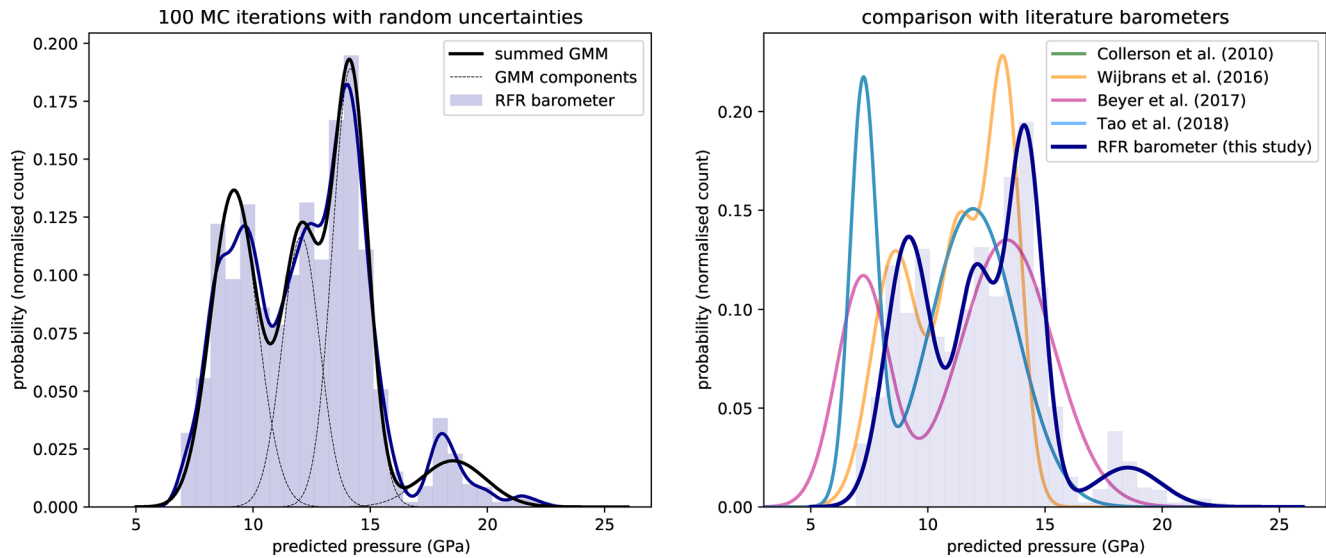 100 MC iterations with random uncertainties
0.200
0.175
0.150
0.125
0.100
0.075
0.050
0.025
0.000
probability (normalised count)
summed GMM
GMM components
RFR barometer
5
10
15
20
25
predicted pressure (GPa)
comparison with literature barometers
0.20
0.15
0.10
0.05
0.00
probability (normalised count)
Collerson et al. (2010)
Wijbrans et al. (2016)
Beyer et al. (2017)
Tao et al. (2018)
RFR barometer (this study)
5
10
15
20
25
predicted pressure (GPa)